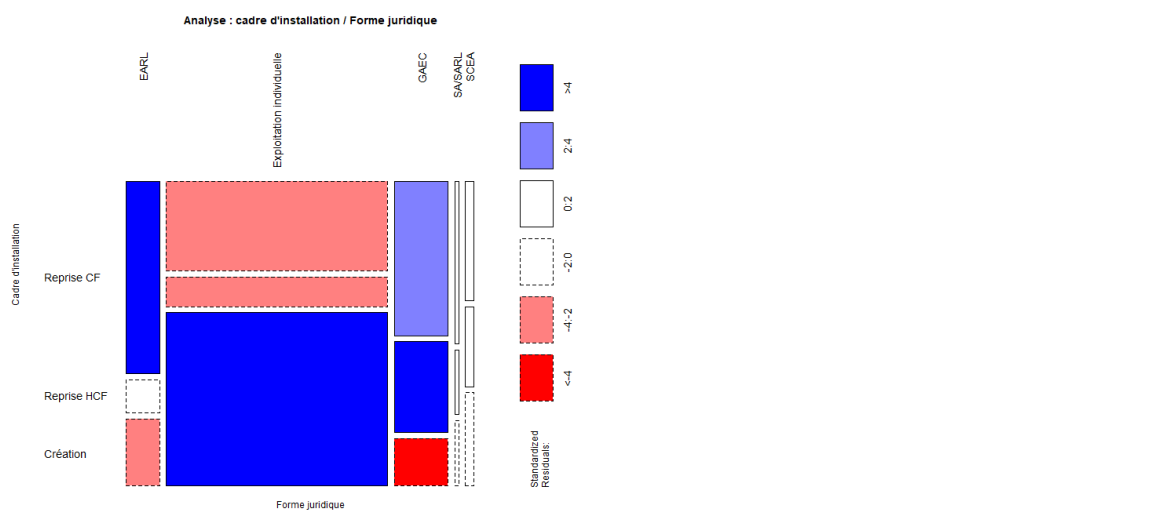 Analyse : cadre d'installation / Forme juridique
EARL
Exploitation individuelle
GAEC
SA/SARL
SCEA
Cadre d'installation
Reprise CF
Reprise HCF
Création
Forme juridique
>4
2:4
0:2
-2:0
-4:-2
<-4
Standardized
Residuals: